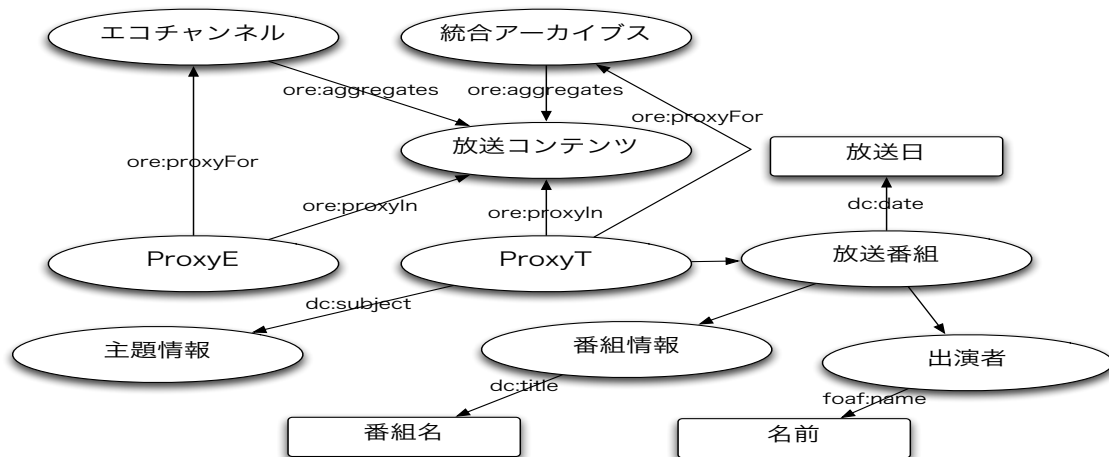 エコチャンネル
統合アーカイブス
ore:aggregates
ore:aggregates
ore:proxyFor
放送コンテンツ
放送日
ore:proxyFor
dc:date
ore:proxyIn
ore:proxyIn
ProxyE
ProxyT
放送番組
dc:subject
主題情報
番組情報
出演者
dc:title
foaf:name
番組名
名前